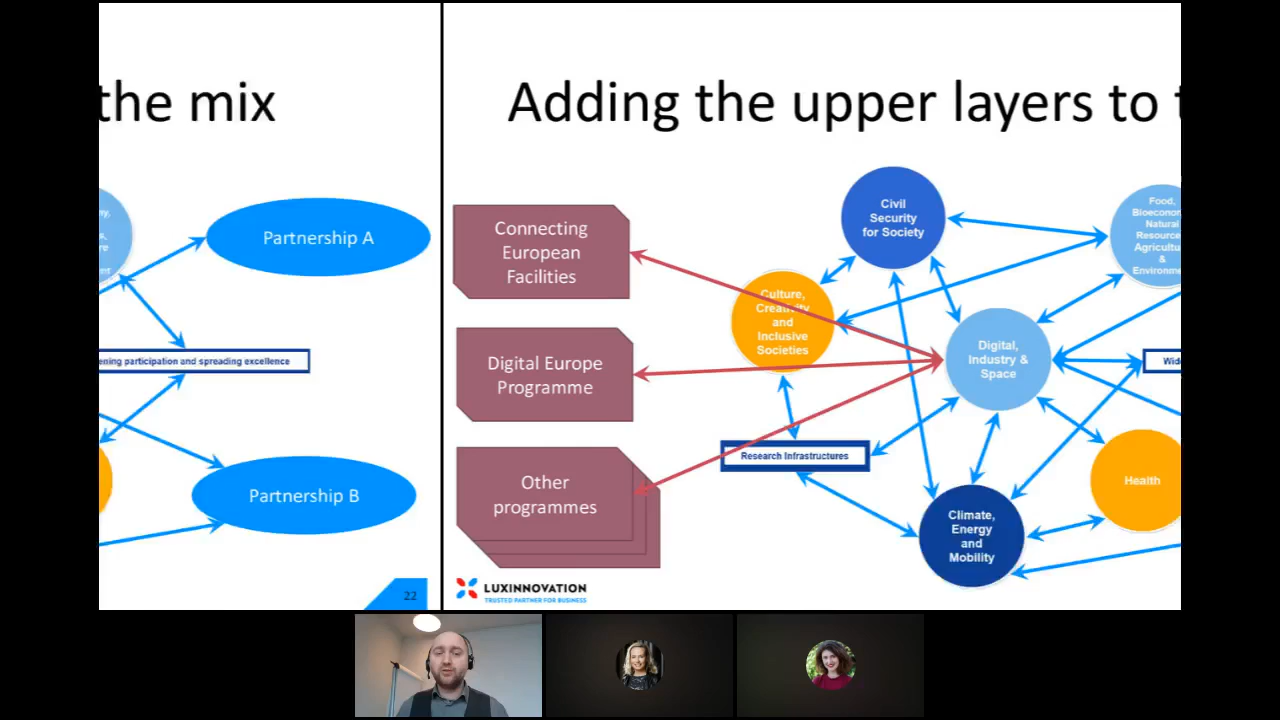 the mix
Partnership A
ening participation and spreading excellence
Partnership B
22
Adding the upper layers to
Connecting
European
Facilities
Digital Europe
Programme
Other
programmes
Civil
Security
for Society
Culture,
Creativity
and
Inclusive
Societies
Digital,
Industry &
Space
Research Infrastructures
Climate,
Energy
and
Mobility
Food,
Bioeconom
Natural
Resource
Agricultu
&
Environme
Wid
Health
LUXINNOVATION
TRUSTED PARTNER FOR BUSINESS